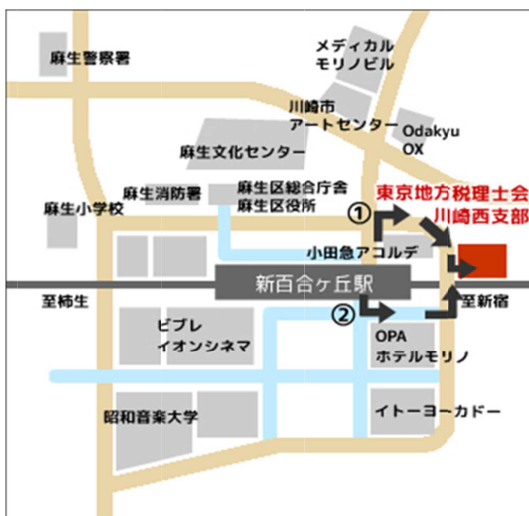 メディカル
モリノビル
麻生警察署
川崎市
アートセンター
Odakyu
OX
麻生文化センター
麻生消防署
麻生区総合庁舎
麻生区役所
東京地方税理士会
川崎西支部
麻生小学校
①
小田急アコルデ
新百合ヶ丘駅
至柿生
至新宿
②
ビブレ
イオンシネマ
OPA
ホテルモリノ
昭和音楽大学
イトーヨーカドー